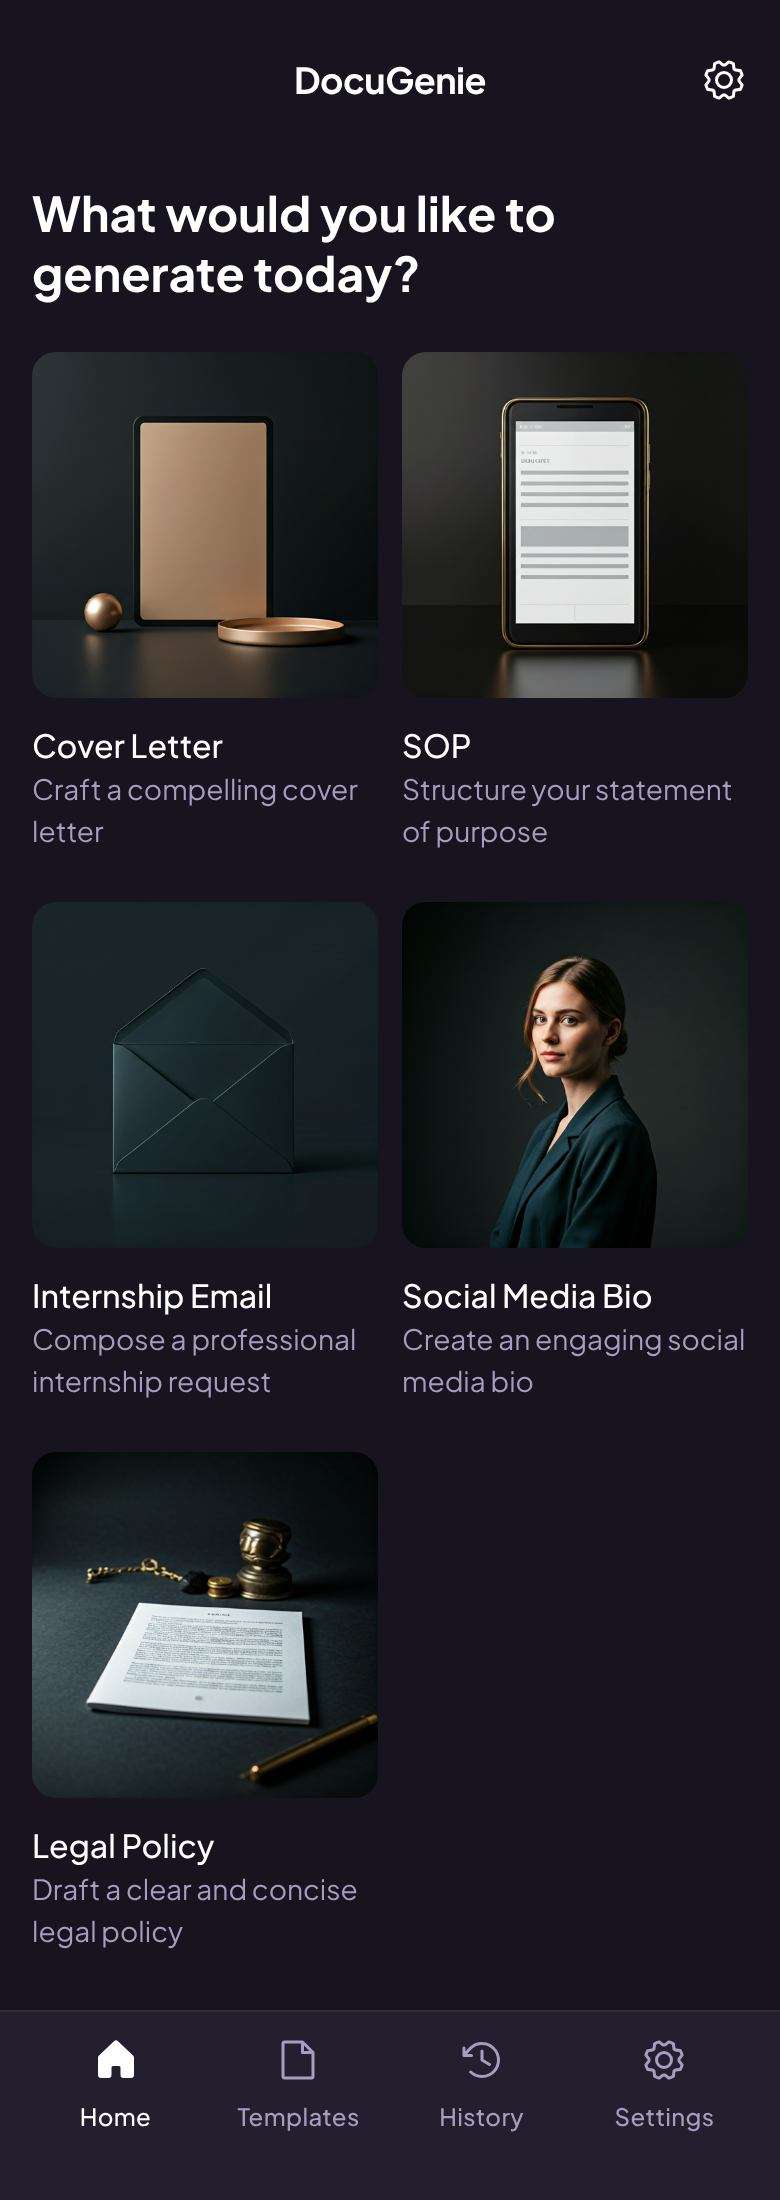 DocuGenie
What would you like to
generate today?
Cover Letter
Craft a compelling cover
letter
SOP
Structure your statement
of purpose
Internship Email
Compose a professional
internship request
Social Media Bio
Create an engaging social
media bio
Legal Policy
Draft a clear and concise
legal policy
Home
Templates
History
Settings